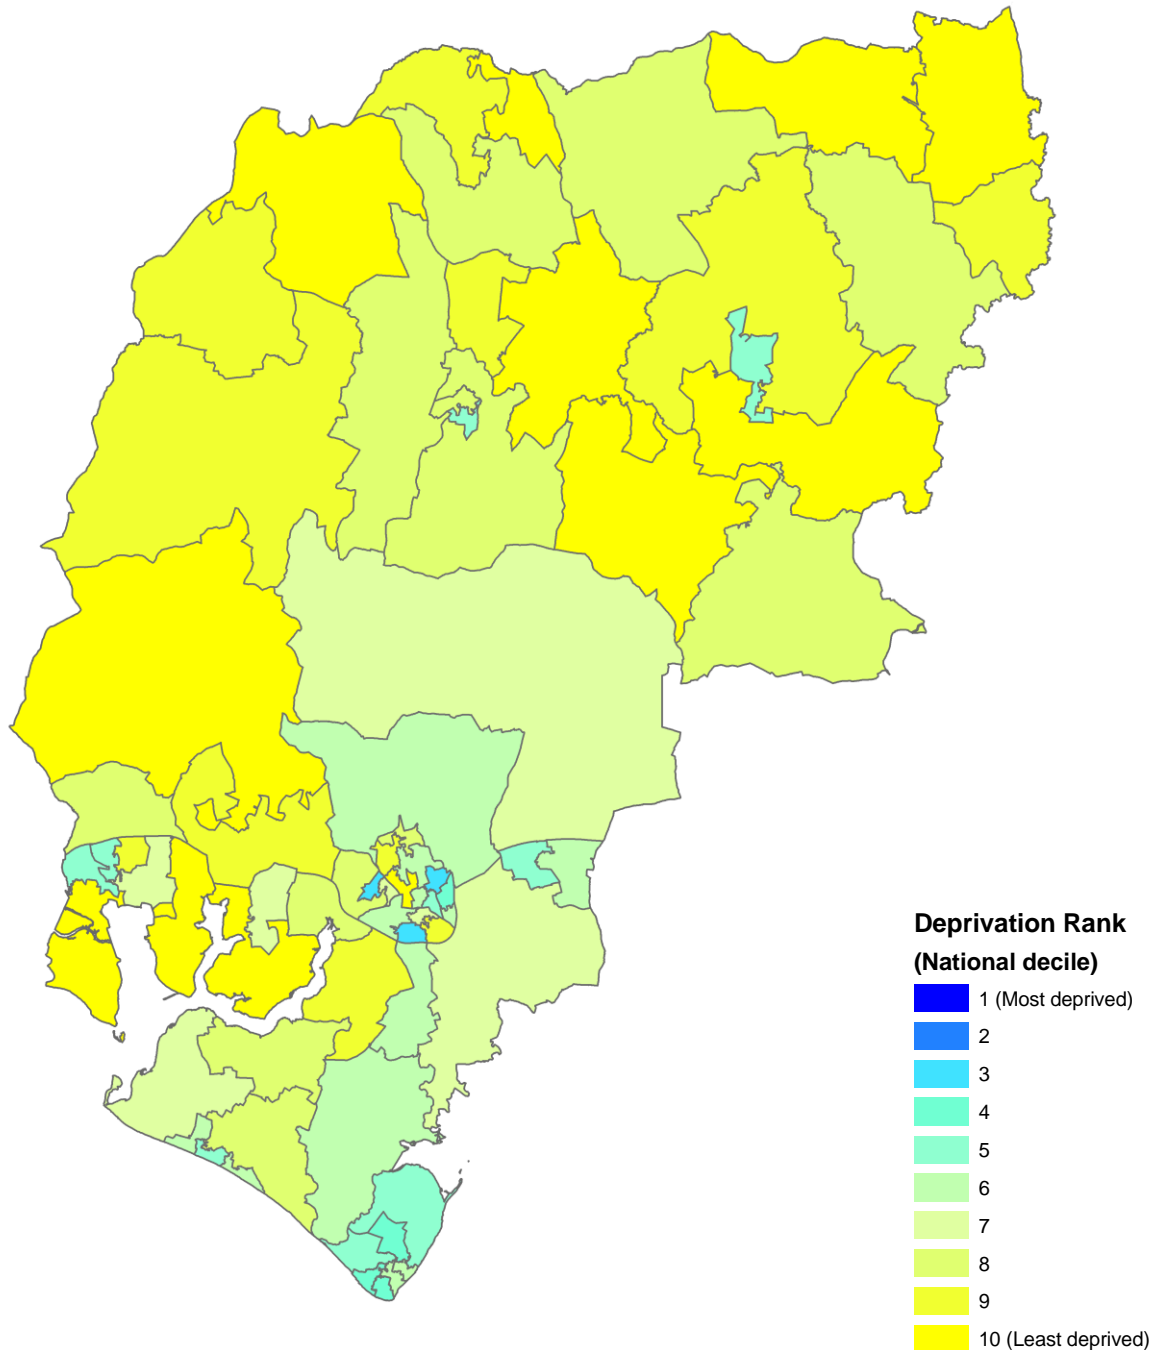 Deprivation Rank
(National decile)
1 (Most deprived)
2
3
4
5
6
7
8
9
10 (Least deprived)